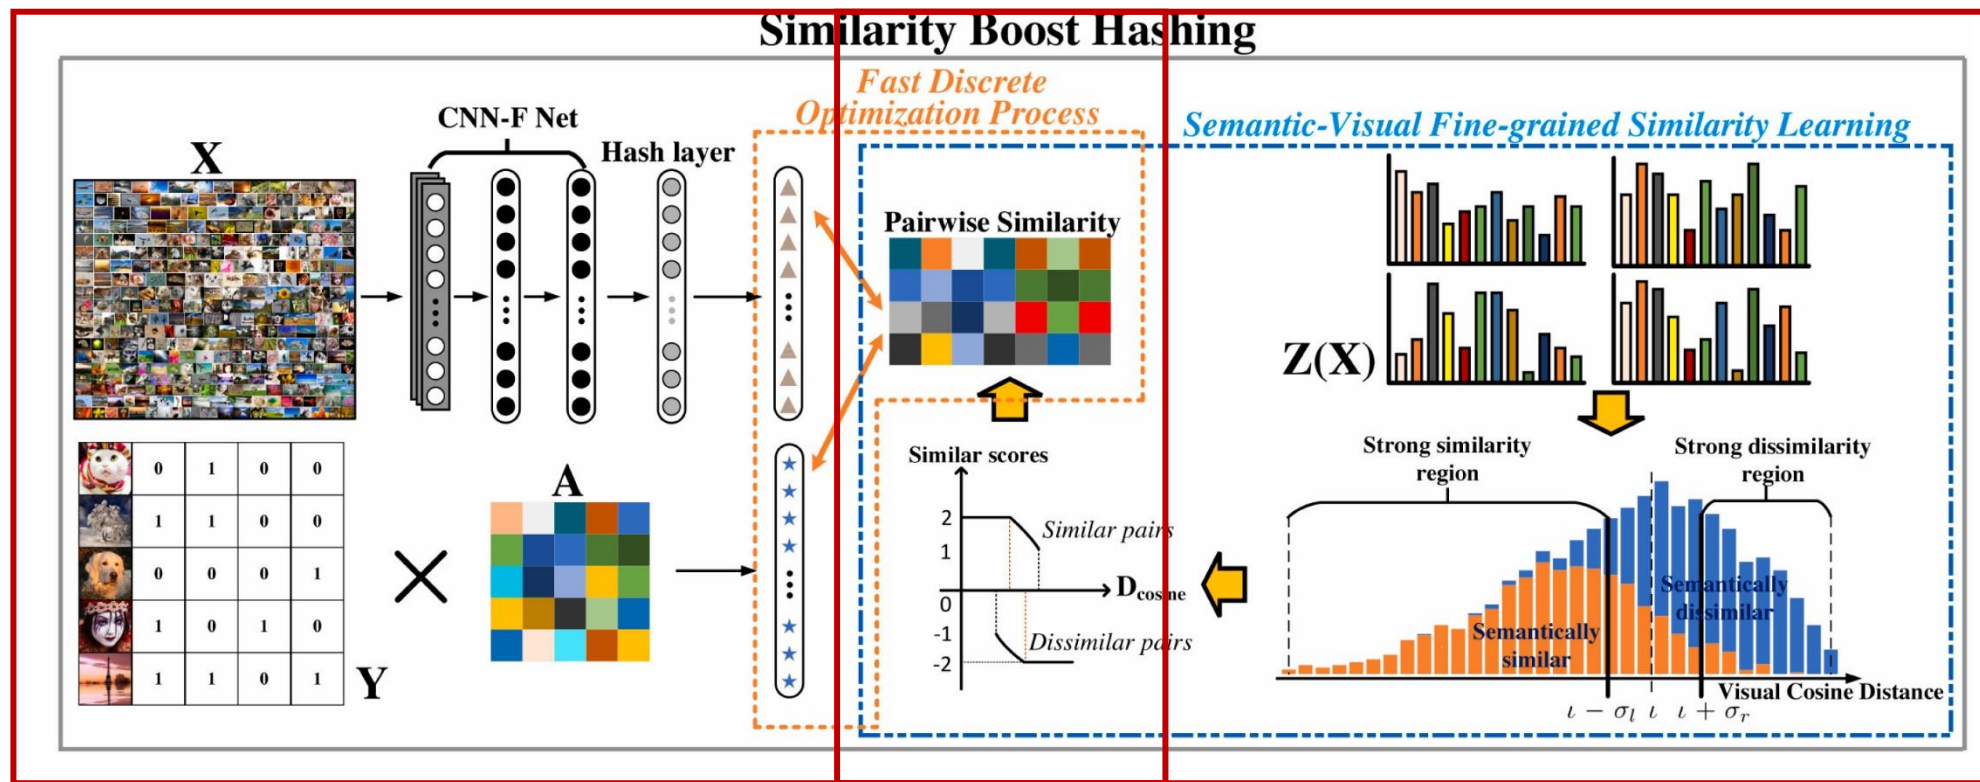 Similarity Boost Hashing
Fast Discrete
Optimization Process
Semantic-Visual Fine-grained Similarity Learning
CNN-F Net
Hash layer
X
Pairwise Similarity
Z(X)
0 1 0 0
1 1 0 0
0 0 0 1
1 0 1 0
1 1 0 1
Y
A
Similar scores
2
1
0
-1
-2
Similar pairs
D_cosine
Dissimilar pairs
Strong similarity
region
Strong dissimilarity
region
Semantically
similar
Semantically
dissimilar
Visual Cosine Distance
ι − σ_l ι ι + σ_r